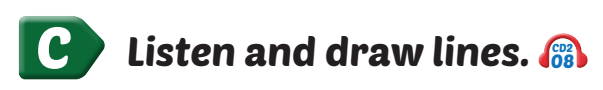 C Listen and draw lines. CD2
08